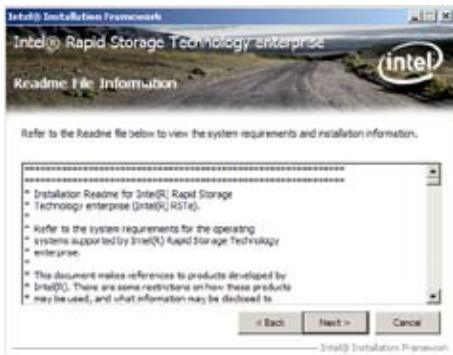 Intel® Installation Framework
Intel® Rapid Storage Technology enterprise
intel
Readme File Information
Refer to the Readme file below to view the system requirements and installation information.
********************************************************************************
********************************************************************************
* Installation Readme for Intel(R) Rapid Storage
* Technology enterprise (Intel(R) RSTe).
*
* Refer to the system requirements for the operating
* systems supported by Intel(R) Rapid Storage Technology
* enterprise.
*
* This document makes references to products developed by
* Intel(R). There are some restrictions on how these products
* may be used, and what information may be disclosed to
< Back
Next >
Cancel
Intel® Installation Framework